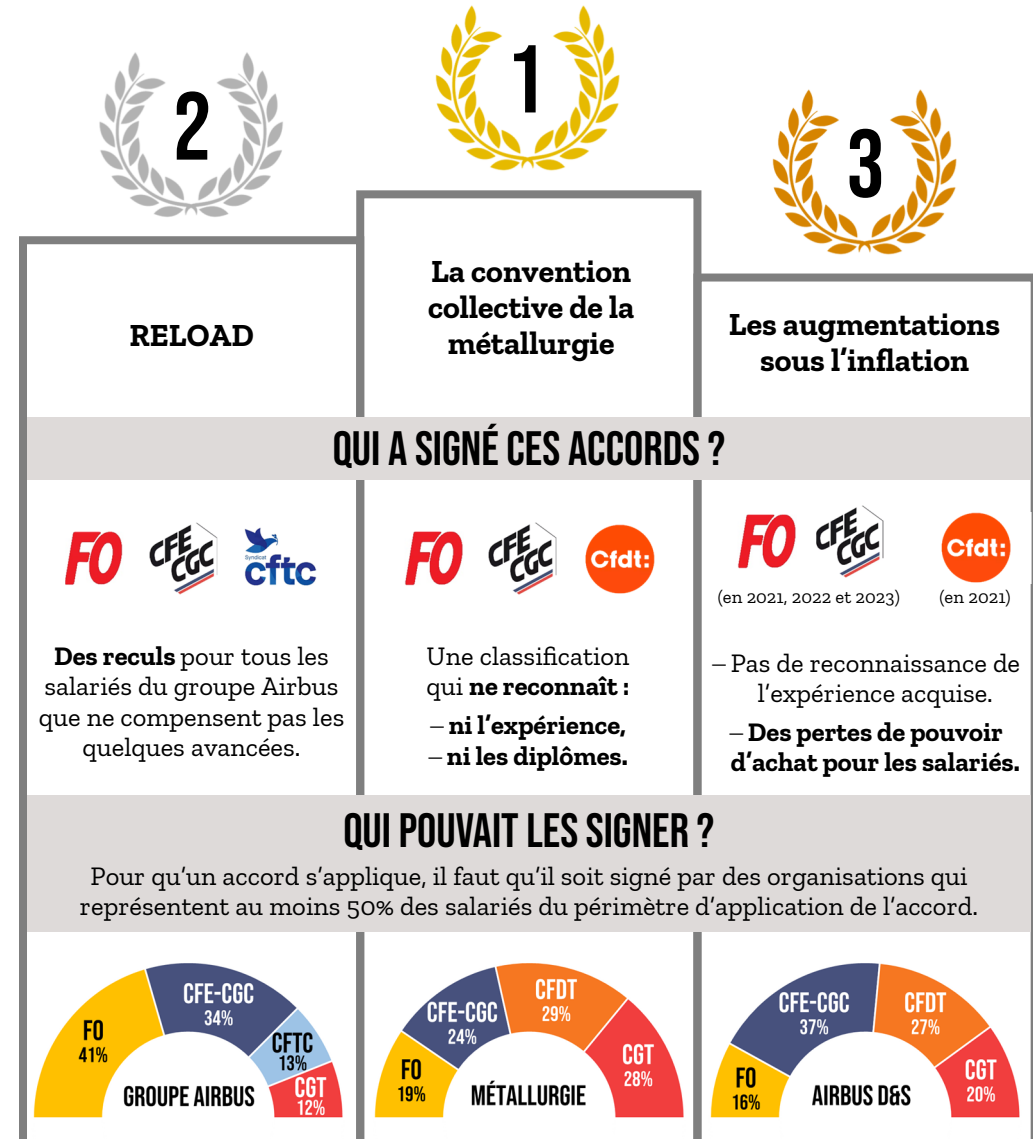 2
1
3
RELOAD
La convention
collective de la
métallurgie
Les augmentations
sous l'inflation
QUI A SIGNÉ CES ACCORDS ?
FO
CFE
CGC
Syndicat
cftc
FO
CFE
CGC
Cfdt:
FO
CFE
CGC
Cfdt:
(en 2021, 2022 et 2023)
(en 2021)
Des reculs pour tous les
salariés du groupe Airbus
que ne compensent pas les
quelques avancées.
Une classification
qui ne reconnaît :
– ni l'expérience,
– ni les diplômes.
– Pas de reconnaissance de
l'expérience acquise.
– Des pertes de pouvoir
d'achat pour les salariés.
QUI POUVAIT LES SIGNER ?
Pour qu'un accord s'applique, il faut qu'il soit signé par des organisations qui
représentent au moins 50% des salariés du périmètre d'application de l'accord.
FO
41%
CFE-CGC
34%
CFTC
13%
CGT
12%
GROUPE AIRBUS
FO
19%
CFE-CGC
24%
CFDT
29%
CGT
28%
MÉTALLURGIE
FO
16%
CFE-CGC
37%
CFDT
27%
CGT
20%
AIRBUS D&S